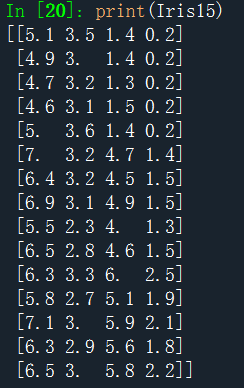 In [20]: print(Iris15)
[[5.1 3.5 1.4 0.2]
 [4.9 3.  1.4 0.2]
 [4.7 3.2 1.3 0.2]
 [4.6 3.1 1.5 0.2]
 [5.  3.6 1.4 0.2]
 [7.  3.2 4.7 1.4]
 [6.4 3.2 4.5 1.5]
 [6.9 3.1 4.9 1.5]
 [5.5 2.3 4.  1.3]
 [6.5 2.8 4.6 1.5]
 [6.3 3.3 6.  2.5]
 [5.8 2.7 5.1 1.9]
 [7.1 3.  5.9 2.1]
 [6.3 2.9 5.6 1.8]
 [6.5 3.  5.8 2.2]]